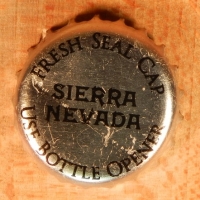 FRESH SEAL CAP
SIERRA
NEVADA
USE BOTTLE OPENER